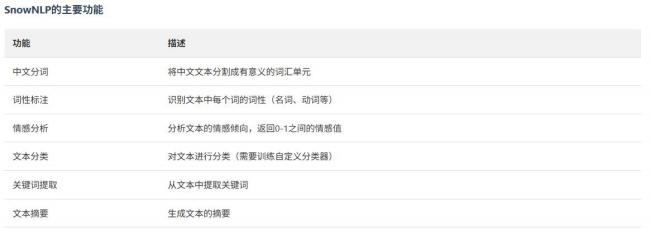 SnowNLP的主要功能
功能 描述
中文分词 将中文文本分割成有意义的词汇单元
词性标注 识别文本中每个词的词性（名词、动词等）
情感分析 分析文本的情感倾向，返回0-1之间的情感值
文本分类 对文本进行分类（需要训练自定义分类器）
关键词提取 从文本中提取关键词
文本摘要 生成文本的摘要